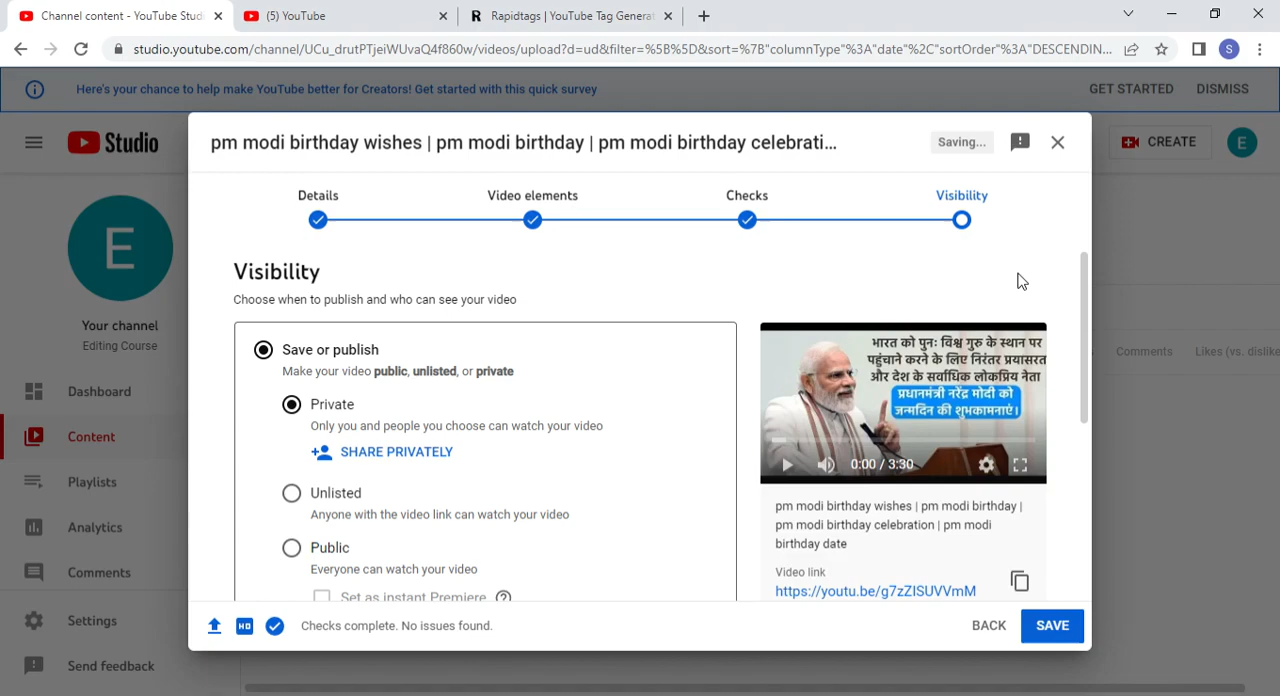 Channel content - YouTube Studi
(5) YouTube
Rapidtags | YouTube Tag Generat
studio.youtube.com/channel/UCu_drutPTjeiWUvaQ4f860w/videos/upload?d=ud&filter=%5B%5D&sort=%7B"columnType"%3A"date"%2C"sortOrder"%3A"DESCENDIN...
S
Here's your chance to help make YouTube better for Creators! Get started with this quick survey
GET STARTED
DISMISS
Studio
CREATE
E
pm modi birthday wishes | pm modi birthday | pm modi birthday celebrati...
Saving...
Details
Video elements
Checks
Visibility
E
Your channel
Editing Course
Dashboard
Content
Playlists
Analytics
Comments
Settings
Send feedback
Visibility
Choose when to publish and who can see your video
Save or publish
Make your video public, unlisted, or private
Private
Only you and people you choose can watch your video
SHARE PRIVATELY
Unlisted
Anyone with the video link can watch your video
Public
Everyone can watch your video
Set as instant Premiere
भारत को पुनः विश्व गुरु के स्थान पर
पहुंचाने करने के लिए निरंतर प्रयासरत
और देश के सर्वाधिक लोकप्रिय नेता
प्रधानमंत्री नरेंद्र मोदी को
जन्मदिन की शुभकामनाएं।
0:00 / 3:30
pm modi birthday wishes | pm modi birthday |
pm modi birthday celebration | pm modi
birthday date
Video link
https://youtu.be/g7zZISUVVmM
Comments
Likes (vs. dislike
HD
Checks complete. No issues found.
BACK
SAVE